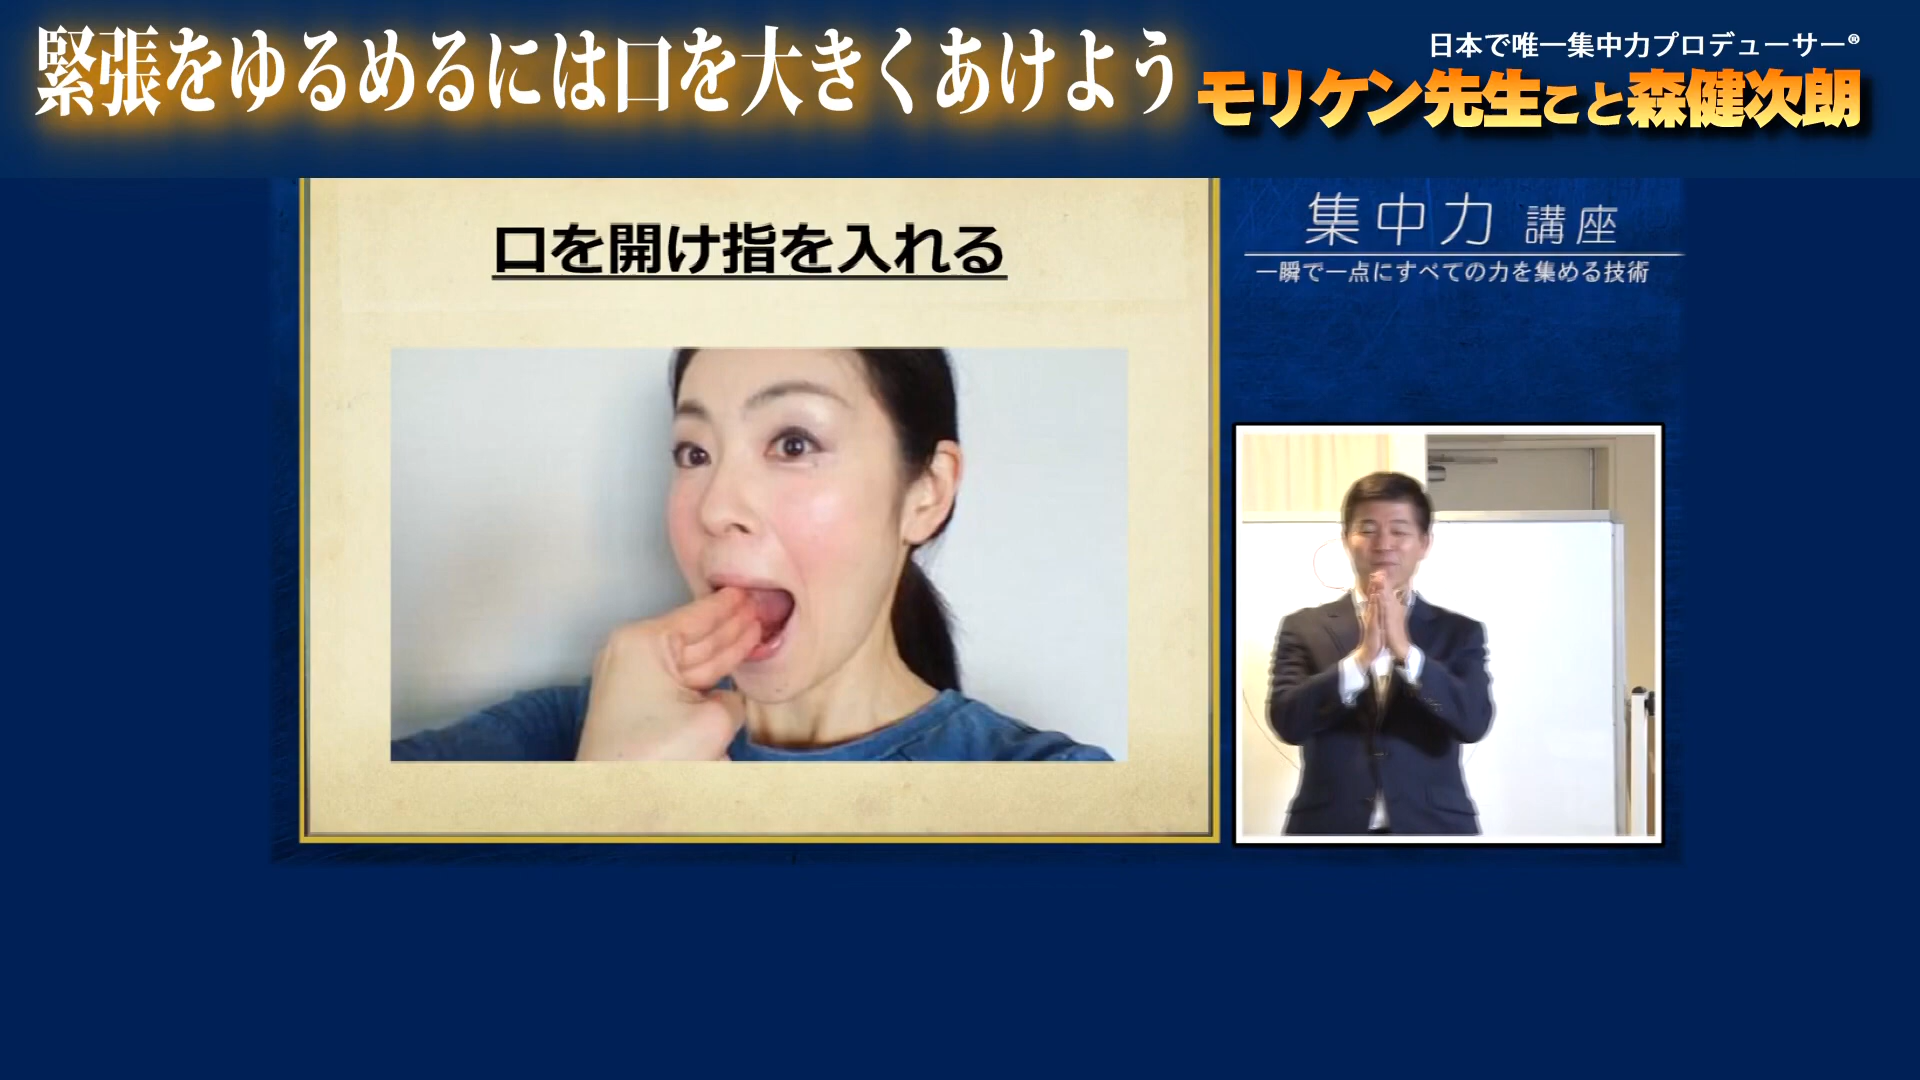 緊張をゆるめるには口を大きくあけよう
日本で唯一集中力プロデューサー®
モリケン先生こと森健次朗
口を開け指を入れる
集中力 講座
一瞬で一点にすべての力を集める技術